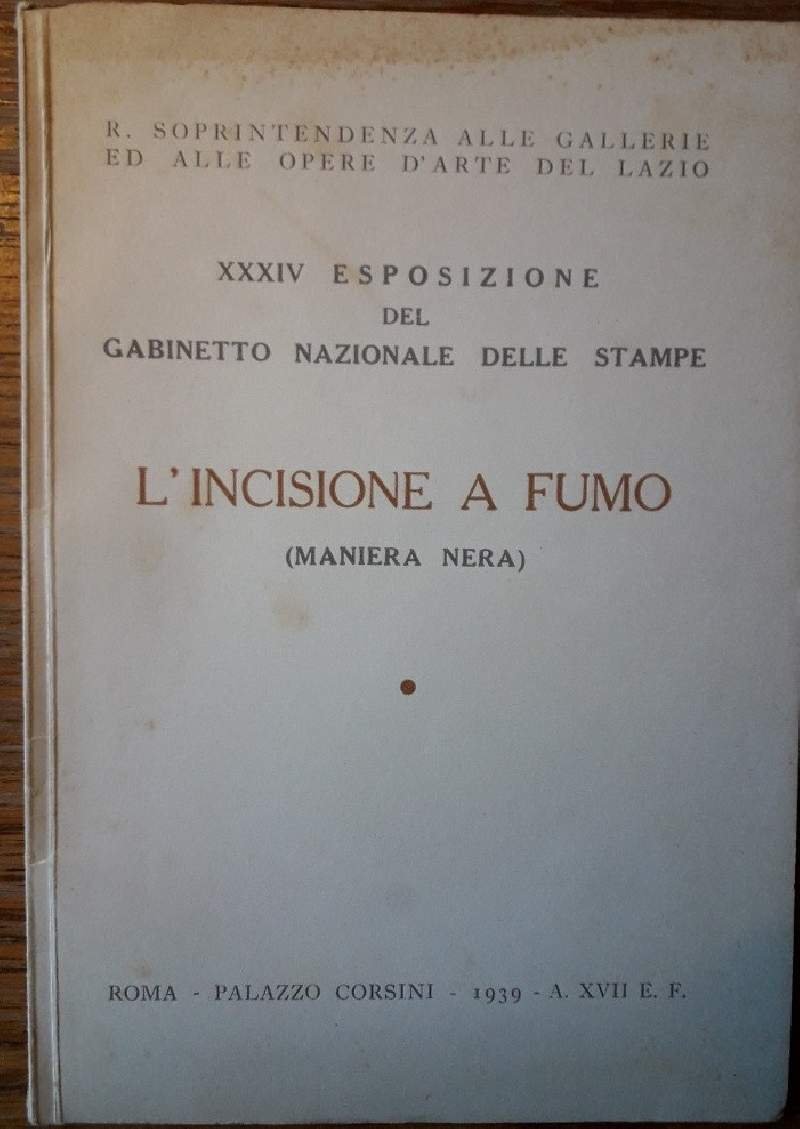 R. SOPRINTENDENZA ALLE GALLERIE
ED ALLE OPERE D'ARTE DEL LAZIO
XXXIV ESPOSIZIONE
DEL
GABINETTO NAZIONALE DELLE STAMPE
L'INCISIONE A FUMO
(MANIERA NERA)
ROMA - PALAZZO CORSINI - 1939 - A. XVII E. F.